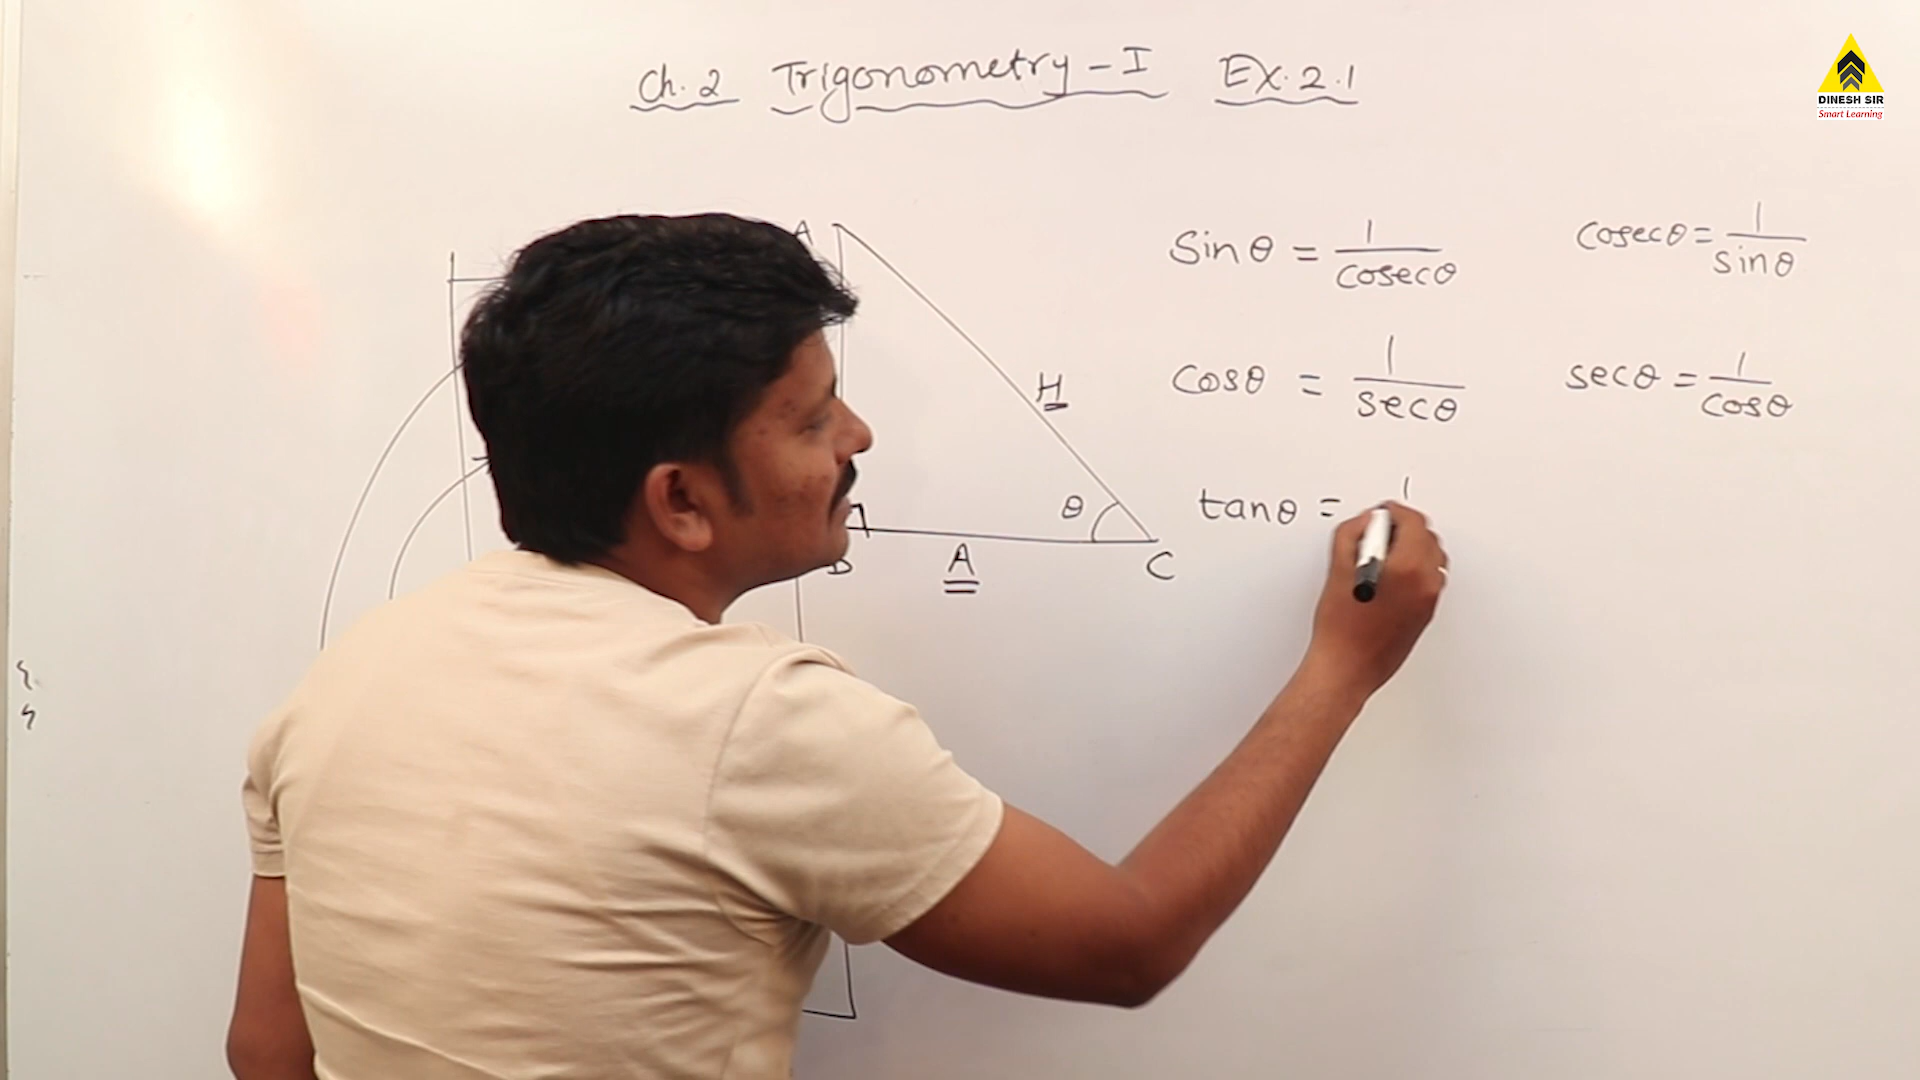 Ch. 2 Trigonometry - I Ex. 2.1
DINESH SIR
Smart Learning
A
H
θ
A
C
sinθ = 1/cosecθ
cosecθ = 1/sinθ
cosθ = 1/secθ
secθ = 1/cosθ
tanθ = 1